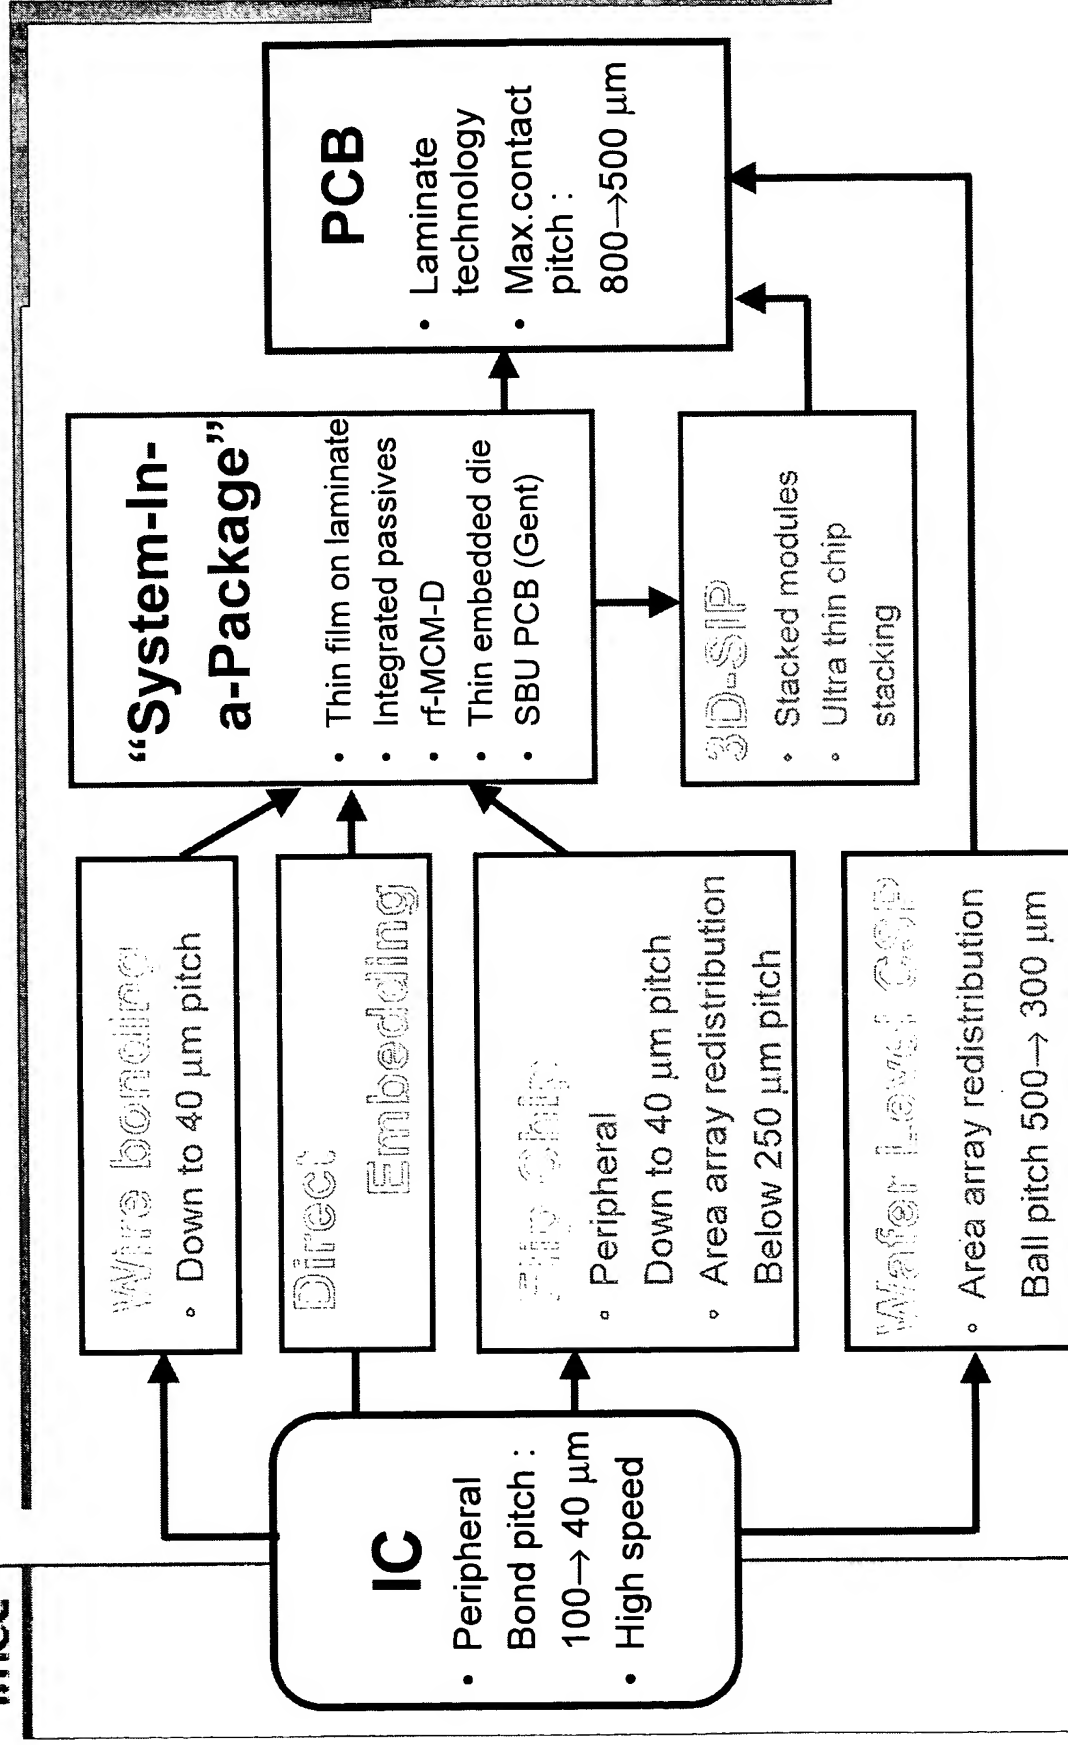 IC
• Peripheral
Bond pitch :
100→ 40 µm
• High speed
Wire bonding
° Down to 40 µm pitch
Direct
Embedding
Flip Chip
° Peripheral
Down to 40 µm pitch
° Area array redistribution
Below 250 µm pitch
Wafer Level CSP
° Area array redistribution
Ball pitch 500→ 300 µm
“System-In-
a-Package”
• Thin film on laminate
• Integrated passives
• rf-MCM-D
• Thin embedded die
• SBU PCB (Gent)
3D-SIP
° Stacked modules
° Ultra thin chip
stacking
PCB
• Laminate
technology
• Max.contact
pitch :
800→500 µm